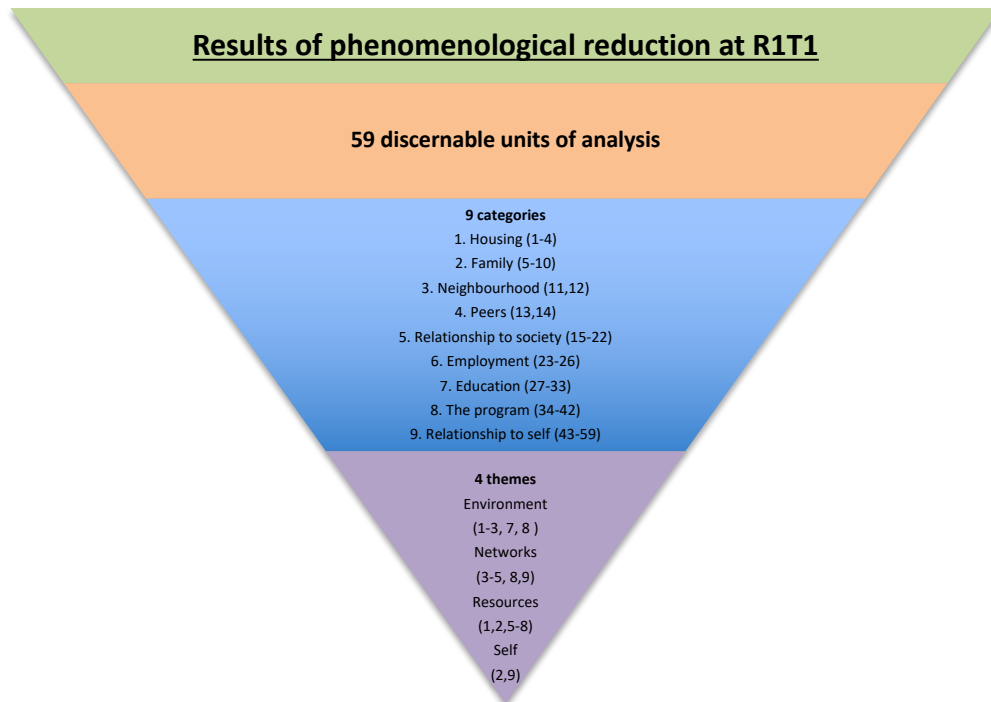 Results of phenomenological reduction at R1T1
59 discernable units of analysis
9 categories
1. Housing (1-4)
2. Family (5-10)
3. Neighbourhood (11,12)
4. Peers (13,14)
5. Relationship to society (15-22)
6. Employment (23-26)
7. Education (27-33)
8. The program (34-42)
9. Relationship to self (43-59)
4 themes
Environment
(1-3, 7, 8 )
Networks
(3-5, 8,9)
Resources
(1,2,5-8)
Self
(2,9)